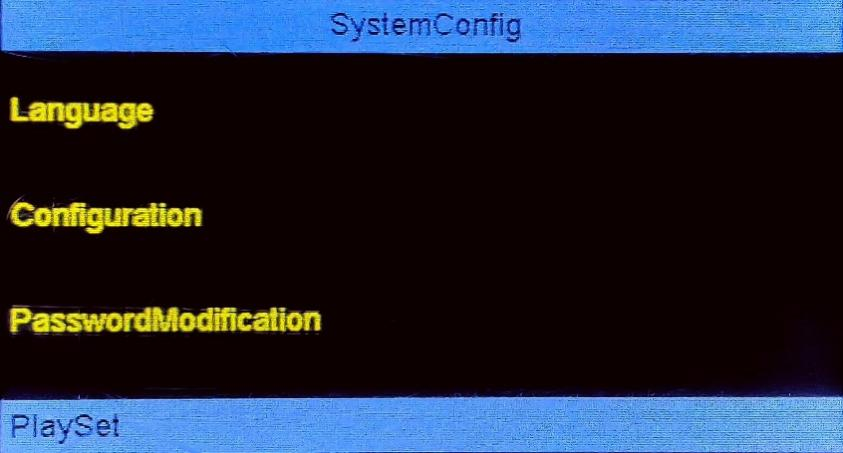 SystemConfig
Language
Configuration
PasswordModification
PlaySet